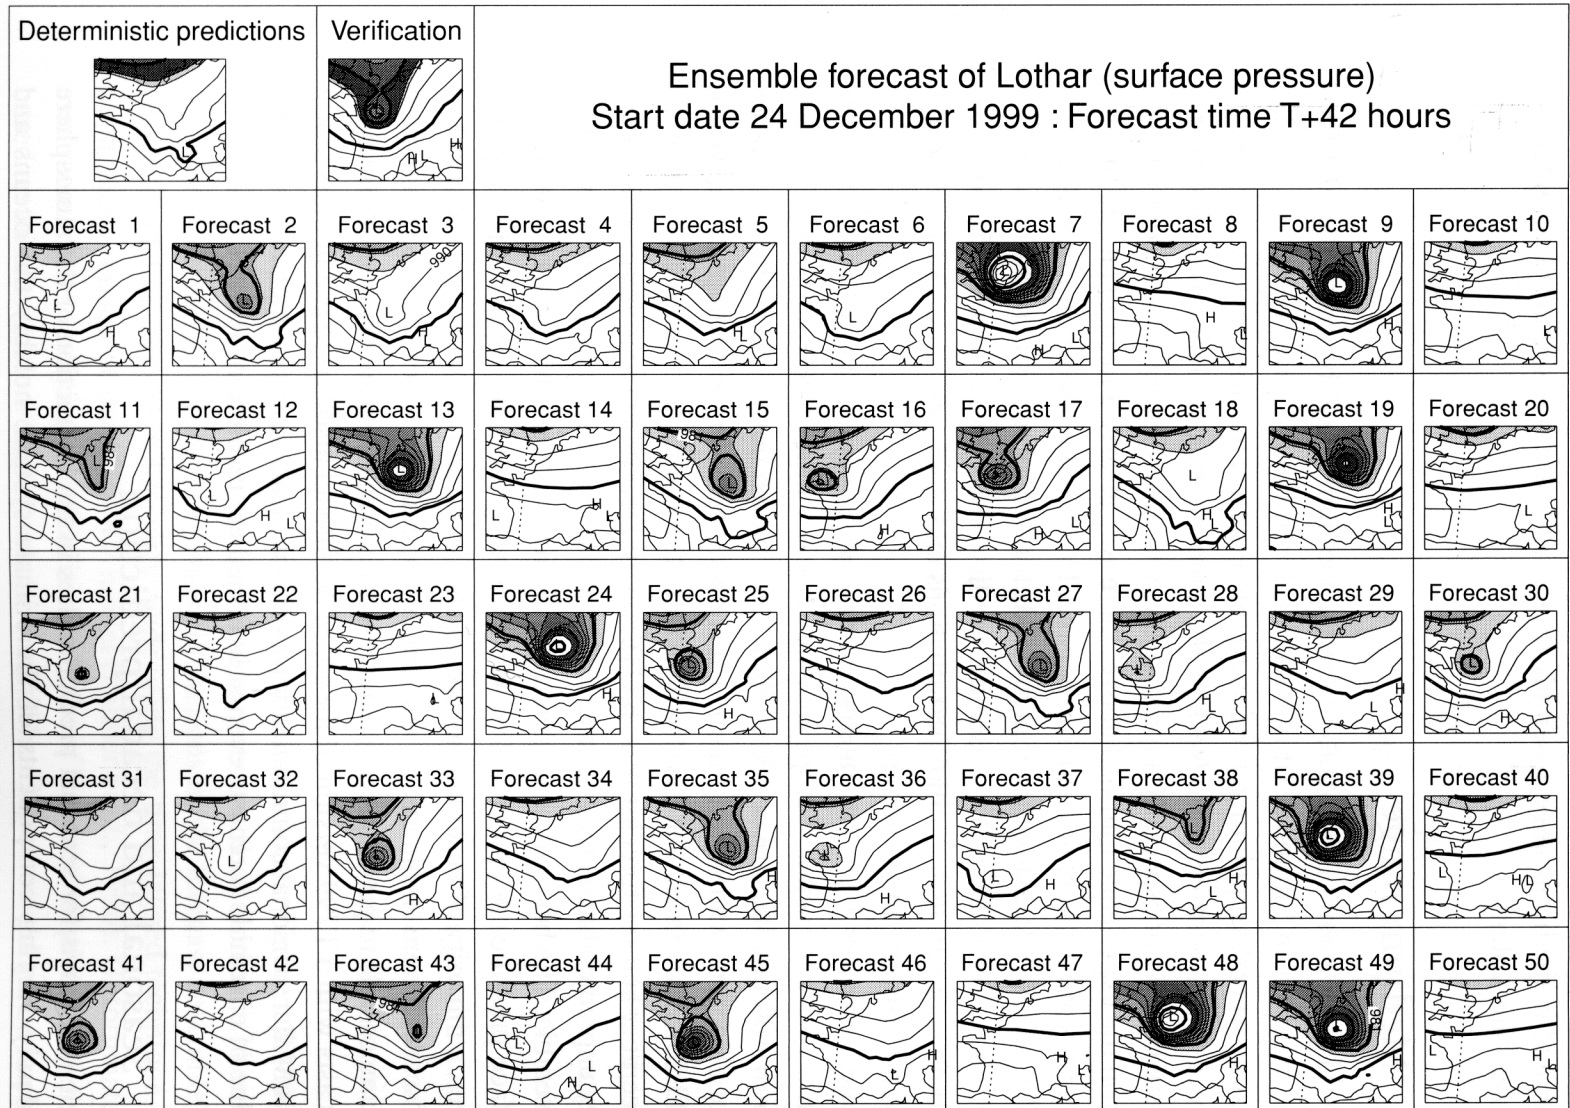 Deterministic predictions
Verification
Ensemble forecast of Lothar (surface pressure)
Start date 24 December 1999 : Forecast time T+42 hours
L
L
H L H
Forecast 1 Forecast 2 Forecast 3 Forecast 4 Forecast 5 Forecast 6 Forecast 7 Forecast 8 Forecast 9 Forecast 10
990
Forecast 11 Forecast 12 Forecast 13 Forecast 14 Forecast 15 Forecast 16 Forecast 17 Forecast 18 Forecast 19 Forecast 20
984
Forecast 21 Forecast 22 Forecast 23 Forecast 24 Forecast 25 Forecast 26 Forecast 27 Forecast 28 Forecast 29 Forecast 30
Forecast 31 Forecast 32 Forecast 33 Forecast 34 Forecast 35 Forecast 36 Forecast 37 Forecast 38 Forecast 39 Forecast 40
Forecast 41 Forecast 42 Forecast 43 Forecast 44 Forecast 45 Forecast 46 Forecast 47 Forecast 48 Forecast 49 Forecast 50
984
981